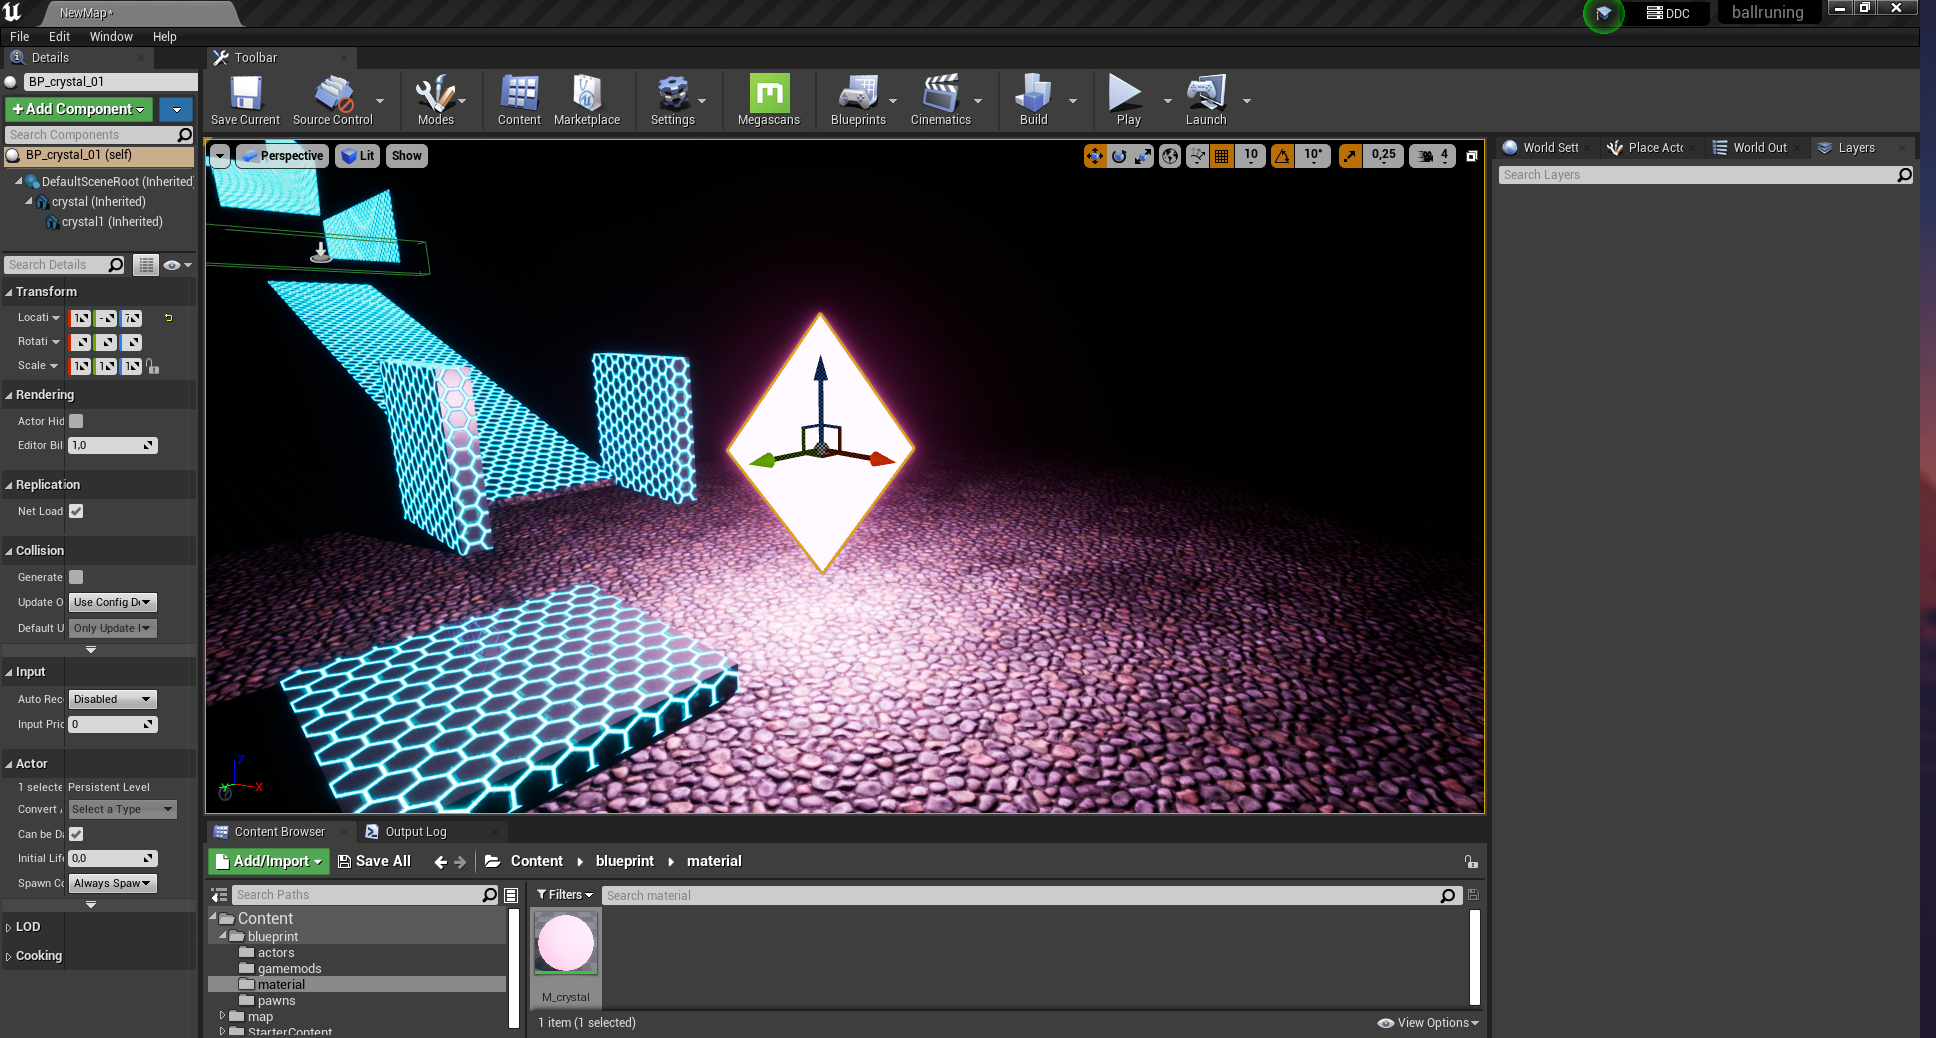 NewMap*
DDC
ballruning
File Edit Window Help
Details
Toolbar
BP_crystal_01
+Add Component
Search Components
BP_crystal_01 (self)
DefaultSceneRoot (Inherited)
crystal (Inherited)
crystal1 (Inherited)
Save Current
Source Control
Modes
Content
Marketplace
Settings
Megascans
Blueprints
Cinematics
Build
Play
Launch
Perspective
Lit
Show
10
10°
0,25
4
World Sett
Place Actc
World Out
Layers
Search Layers
Search Details
Transform
Locati
Rotati
Scale
Rendering
Actor Hid
Editor Bil 1,0
Replication
Net Load
Collision
Generate
Update O Use Config D
Default U Only Update I
Input
Auto Rec Disabled
Input Pric 0
Actor
1 selecte Persistent Level
Convert Select a Type
Can be Da
Initial Life 0,0
Spawn Cc Always Spaw
LOD
Cooking
Z
X
Y
Content Browser
Output Log
Add/Import
Save All
Content
blueprint
material
Search Paths
Filters
Search material
Content
blueprint
actors
gamemods
material
pawns
map
StarterContent
M_crystal
1 item (1 selected)
View Options